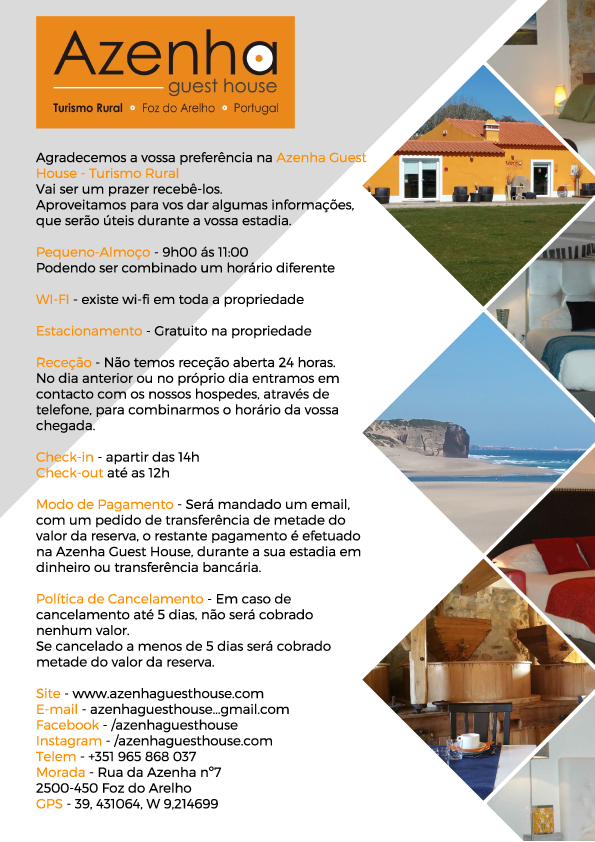 Azenha
guest house
Turismo Rural • Foz do Arelho • Portugal
Agradecemos a vossa preferência na Azenha Guest
House - Turismo Rural
Vai ser um prazer recebê-los.
Aproveitamos para vos dar algumas informações,
que serão úteis durante a vossa estadia.
Pequeno-Almoço - 9h00 ás 11:00
Podendo ser combinado um horário diferente
WI-FI - existe wi-fi em toda a propriedade
Estacionamento - Gratuito na propriedade
Receção - Não temos receção aberta 24 horas.
No dia anterior ou no próprio dia entramos em
contacto com os nossos hospedes, através de
telefone, para combinarmos o horário da vossa
chegada.
Check-in - apartir das 14h
Check-out até as 12h
Modo de Pagamento - Será mandado um email,
com um pedido de transferência de metade do
valor da reserva, o restante pagamento é efetuado
na Azenha Guest House, durante a sua estadia em
dinheiro ou transferência bancária.
Política de Cancelamento - Em caso de
cancelamento até 5 dias, não será cobrado
nenhum valor.
Se cancelado a menos de 5 dias será cobrado
metade do valor da reserva.
Site - www.azenhaguesthouse.com
E-mail - azenhaguesthouse...gmail.com
Facebook - /azenhaguesthouse
Instagram - /azenhaguesthouse.com
Telem - +351 965 868 037
Morada - Rua da Azenha nº7
2500-450 Foz do Arelho
GPS - 39, 431064, W 9,214699